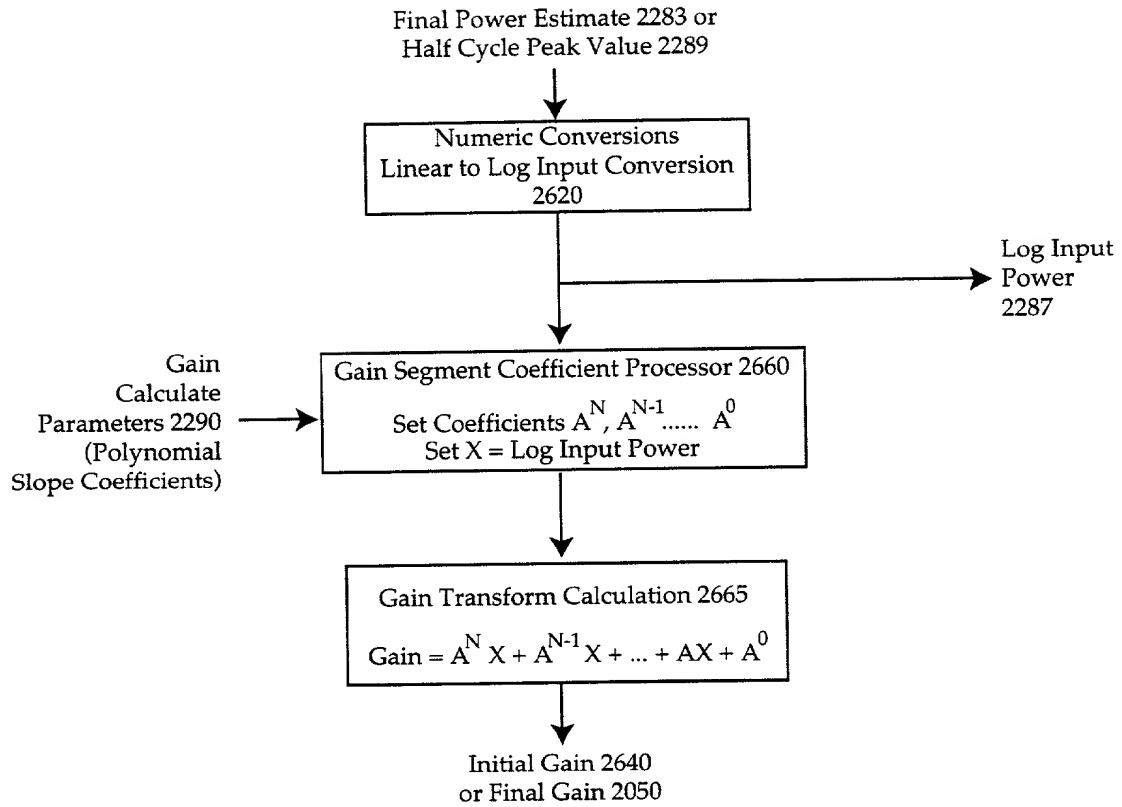 Final Power Estimate 2283 or
Half Cycle Peak Value 2289
Numeric Conversions
Linear to Log Input Conversion
2620
Log Input
Power
2287
Gain
Calculate
Parameters 2290
(Polynomial
Slope Coefficients)
Gain Segment Coefficient Processor 2660
Set Coefficients A^N, A^N-1...... A^0
Set X = Log Input Power
Gain Transform Calculation 2665
Gain = A^N X + A^N-1 X + ... + AX + A^0
Initial Gain 2640
or Final Gain 2050